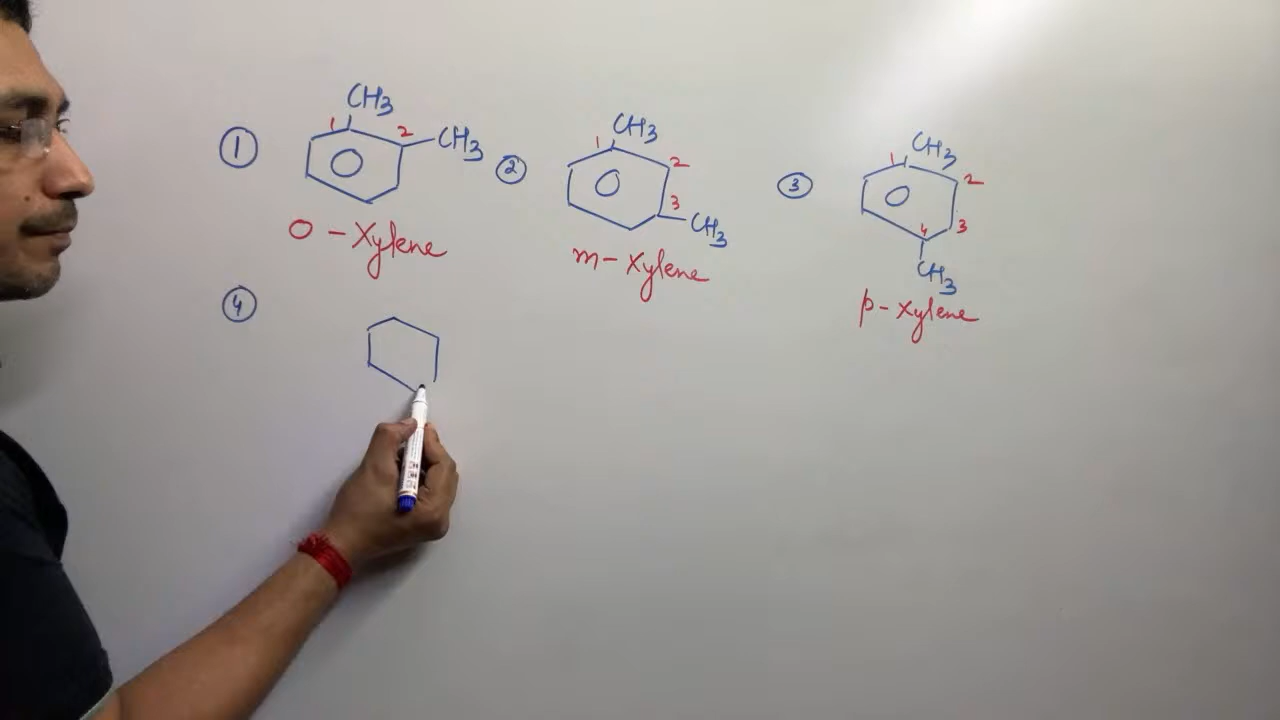 ① CH3
1 2 CH3
O - Xylene
② CH3
1 2
3 CH3
m - Xylene
③ CH3
1 2
4 3
CH3
p - Xylene
④